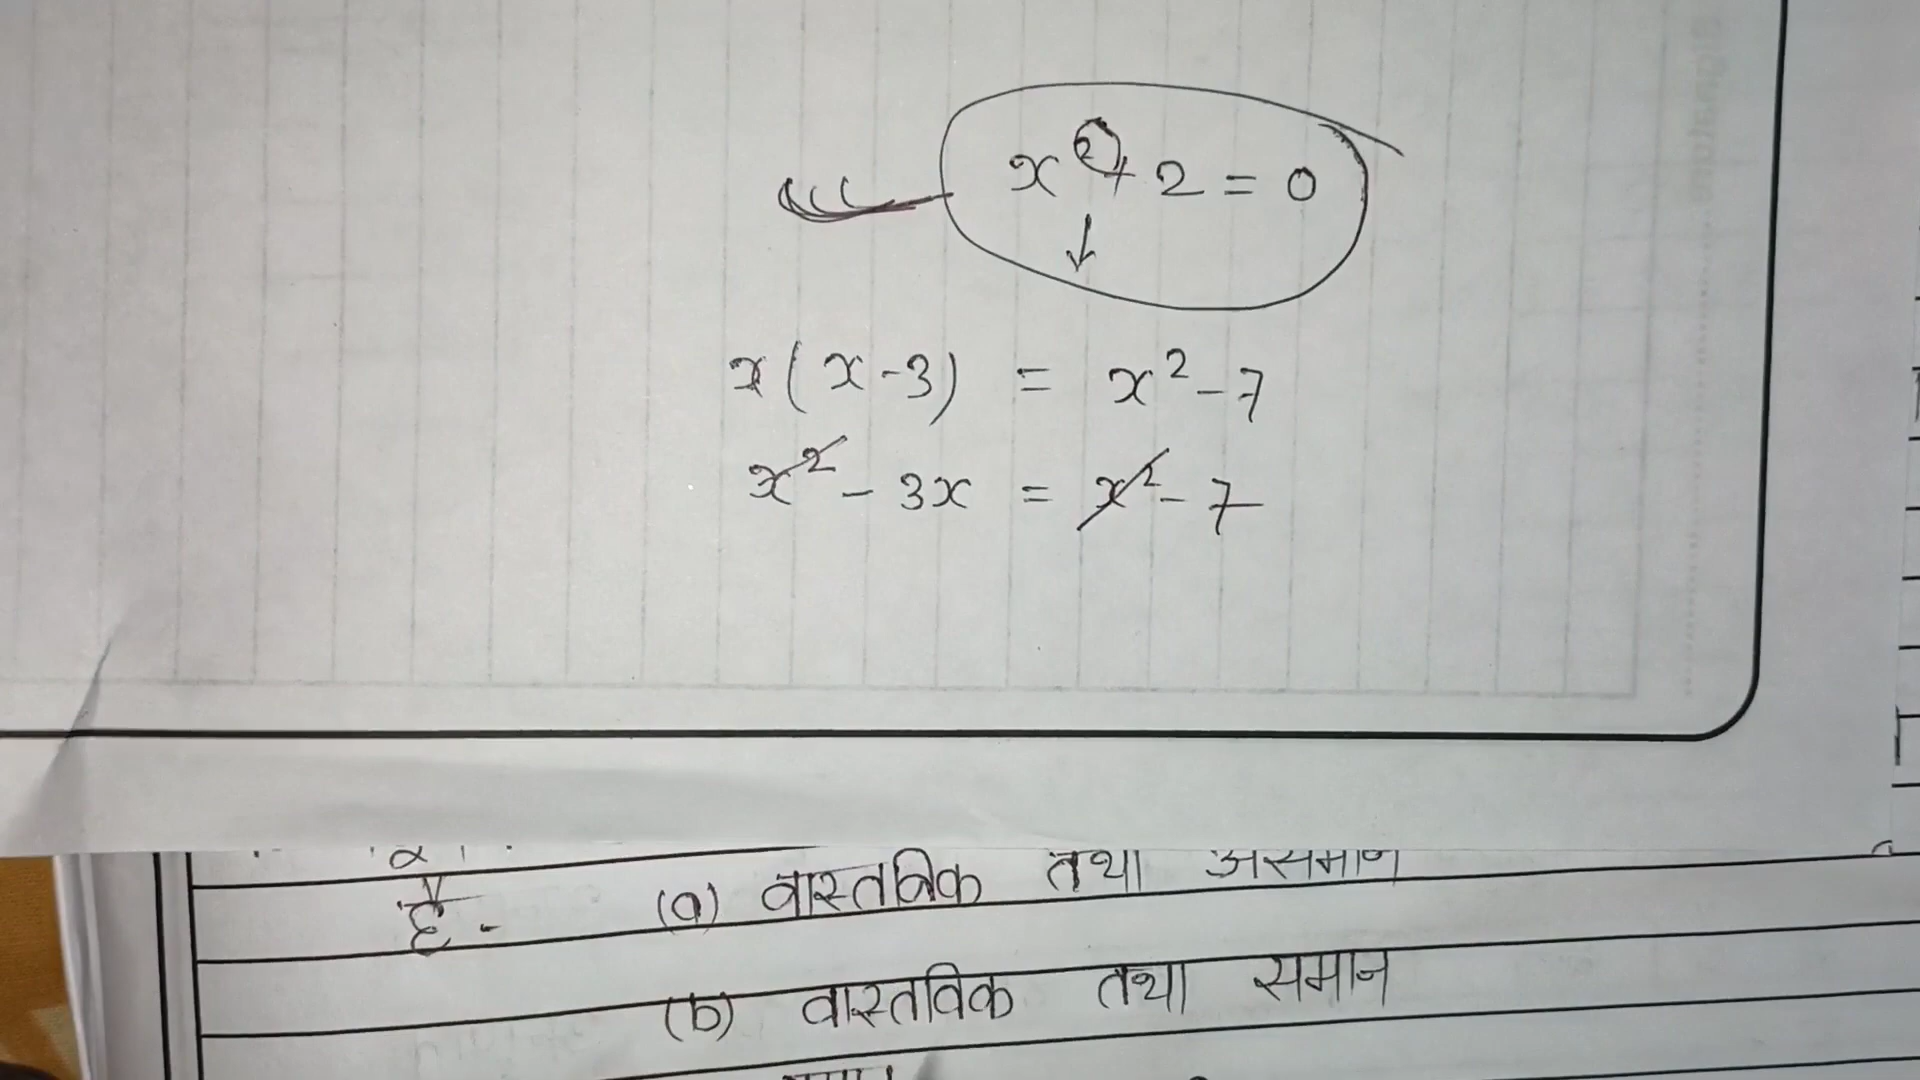 x² + 2 = 0
↓
x(x-3) = x²-7
x² - 3x = x² - 7
है - (a) वास्तविक तथा असमान
(b) वास्तविक तथा समान